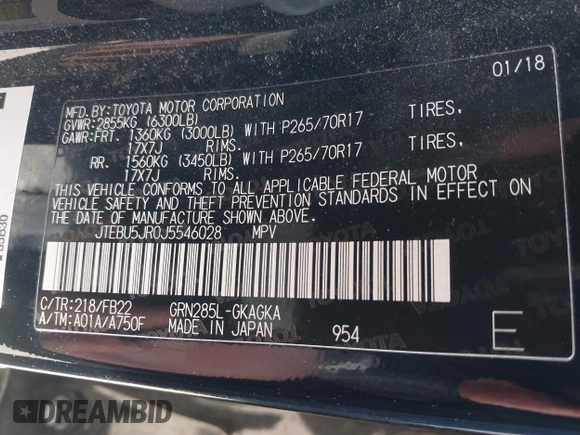 01/18
MFD.BY:TOYOTA MOTOR CORPORATION
GVWR:2855KG (6300LB)
GAWR:FRT. 1360KG (3000LB) WITH P265/70R17 TIRES,
17X7J RIMS.
RR. 1560KG (3450LB) WITH P265/70R17 TIRES,
17X7J RIMS.
THIS VEHICLE CONFORMS TO ALL APPLICABLE FEDERAL MOTOR
VEHICLE SAFETY AND THEFT PREVENTION STANDARDS IN EFFECT ON
THE DATE OF MANUFACTURE SHOWN ABOVE.
JTEBU5JR0J5546028 MPV
C/TR:218/FB22 GRN285L-GKAGKA
A/TM:A01A/A750F MADE IN JAPAN 954 E
DREAMBID